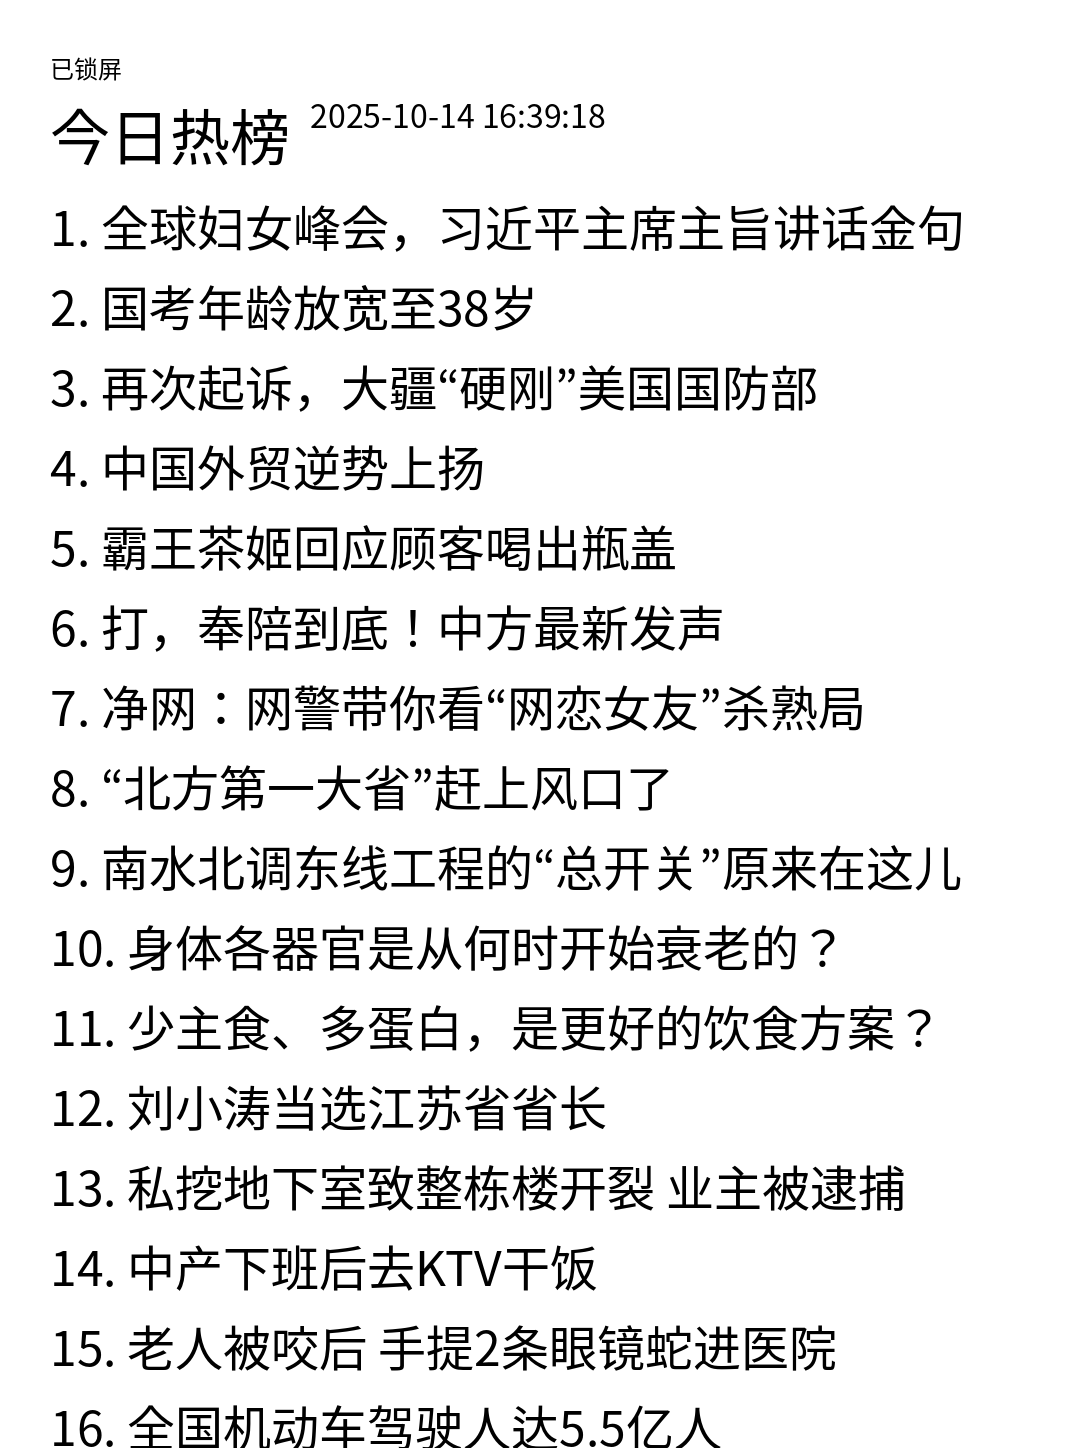 已锁屏
今日热榜 2025-10-14 16:39:18
1. 全球妇女峰会，习近平主席主旨讲话金句
2. 国考年龄放宽至38岁
3. 再次起诉，大疆“硬刚”美国国防部
4. 中国外贸逆势上扬
5. 霸王茶姬回应顾客喝出瓶盖
6. 打，奉陪到底！中方最新发声
7. 净网：网警带你看“网恋女友”杀熟局
8. “北方第一大省”赶上风口了
9. 南水北调东线工程的“总开关”原来在这儿
10. 身体各器官是从何时开始衰老的？
11. 少主食、多蛋白，是更好的饮食方案？
12. 刘小涛当选江苏省省长
13. 私挖地下室致整栋楼开裂 业主被逮捕
14. 中产下班后去KTV干饭
15. 老人被咬后 手提2条眼镜蛇进医院
16. 全国机动车驾驶人达5.5亿人